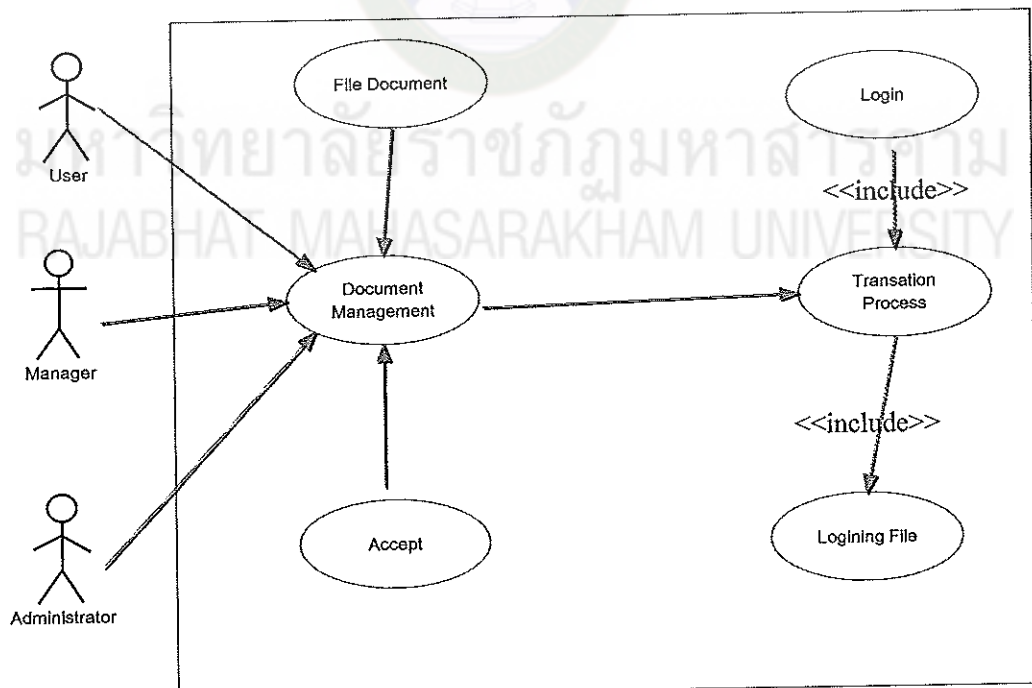 File Document
Login
User
มหาวิทยาลัยราชภัฏมหาสารคาม
<<include>>
RAJABHAT MAHASARAKHAM UNIVERSITY
Document
Management
Transation
Process
Manager
<<include>>
Accept
Logining File
Administrator